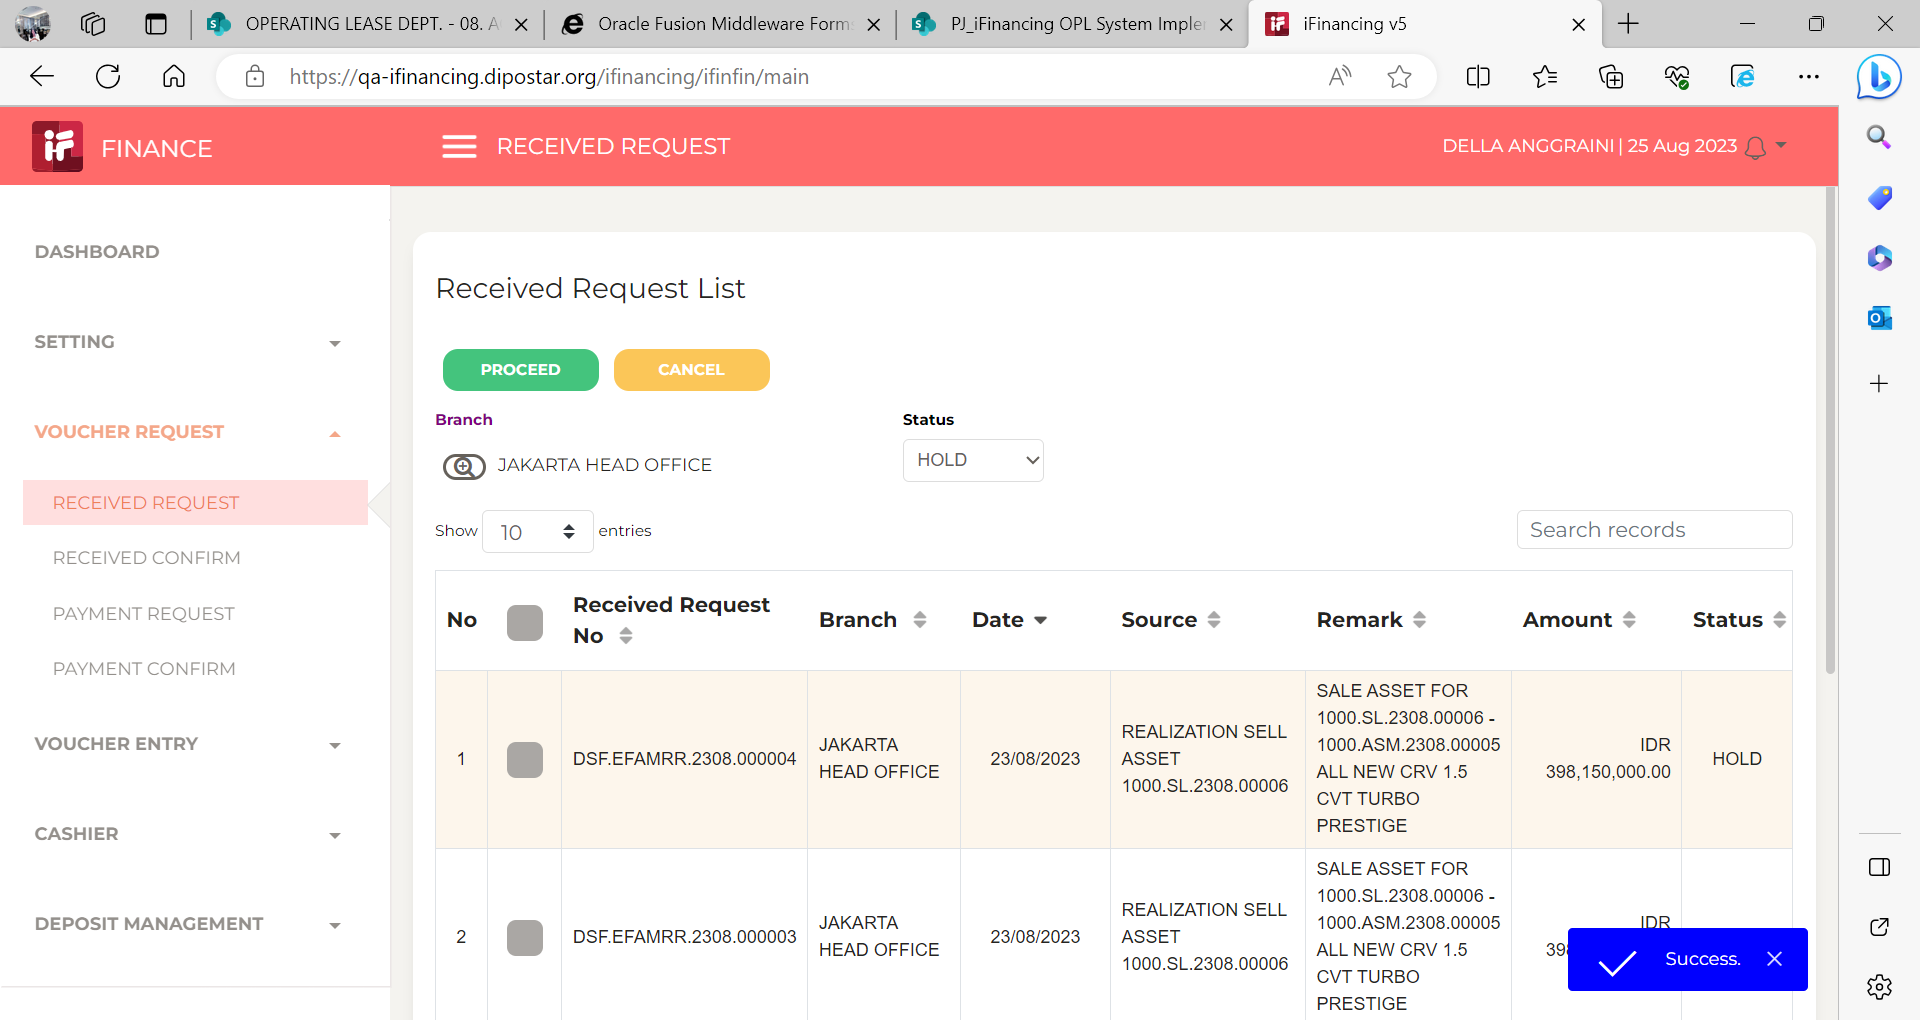 OPERATING LEASE DEPT. - 08. A
Oracle Fusion Middleware Form
PJ_iFinancing OPL System Imple
iFinancing v5
https://qa-ifinancing.dipostar.org/ifinancing/ifinfin/main
iF FINANCE
RECEIVED REQUEST
DELLA ANGGRAINI | 25 Aug 2023
DASHBOARD
SETTING
VOUCHER REQUEST
RECEIVED REQUEST
RECEIVED CONFIRM
PAYMENT REQUEST
PAYMENT CONFIRM
VOUCHER ENTRY
CASHIER
DEPOSIT MANAGEMENT
Received Request List
PROCEED
CANCEL
Branch
JAKARTA HEAD OFFICE
Status
HOLD
Show 10 entries
Search records
No
Received Request
No
Branch
Date
Source
Remark
Amount
Status
1
DSF.EFAMRR.2308.000004
JAKARTA
HEAD OFFICE
23/08/2023
REALIZATION SELL
ASSET
1000.SL.2308.00006
SALE ASSET FOR
1000.SL.2308.00006 -
1000.ASM.2308.00005
ALL NEW CRV 1.5
CVT TURBO
PRESTIGE
IDR
398,150,000.00
HOLD
2
DSF.EFAMRR.2308.000003
JAKARTA
HEAD OFFICE
23/08/2023
REALIZATION SELL
ASSET
1000.SL.2308.00006
SALE ASSET FOR
1000.SL.2308.00006 -
1000.ASM.2308.00005
ALL NEW CRV 1.5
CVT TURBO
PRESTIGE
IDR
Success.